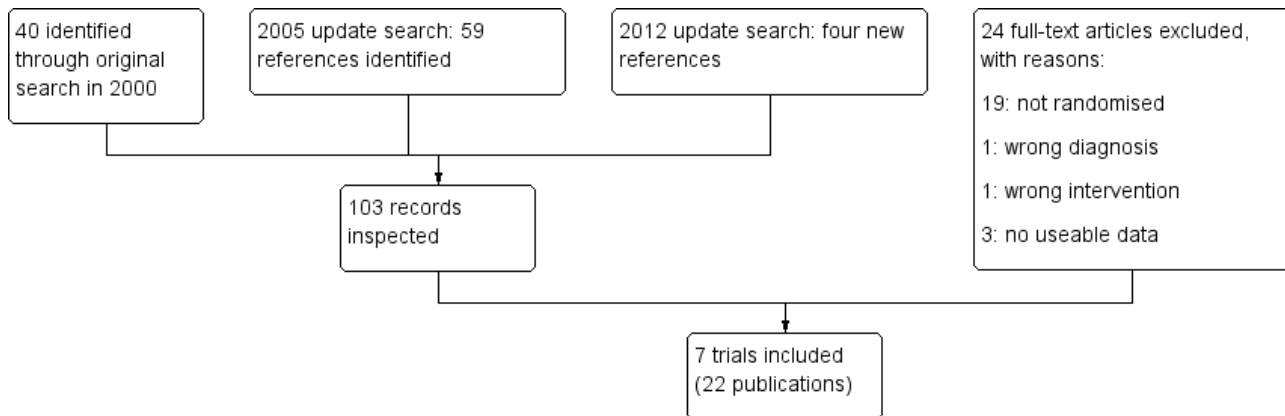 40 identified
through original
search in 2000
2005 update search: 59
references identified
2012 update search: four new
references
24 full-text articles excluded,
with reasons:
19: not randomised
1: wrong diagnosis
1: wrong intervention
3: no useable data
103 records
inspected
7 trials included
(22 publications)